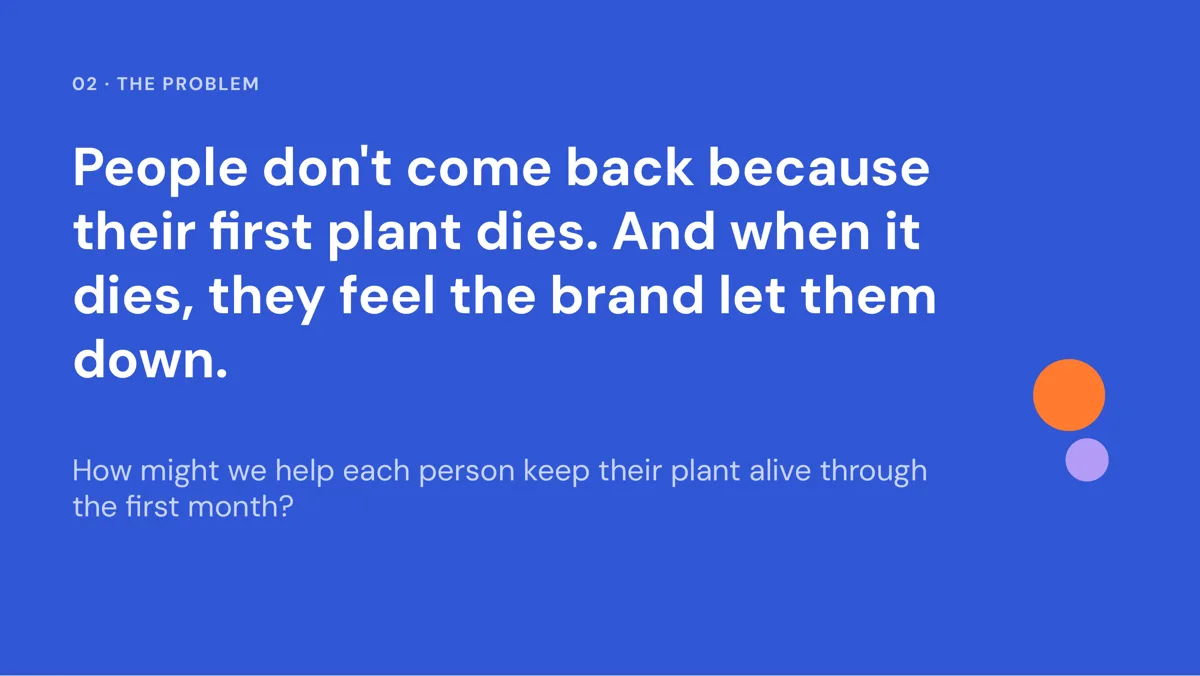 02 · THE PROBLEM
People don't come back because
their first plant dies. And when it
dies, they feel the brand let them
down.
How might we help each person keep their plant alive through
the first month?